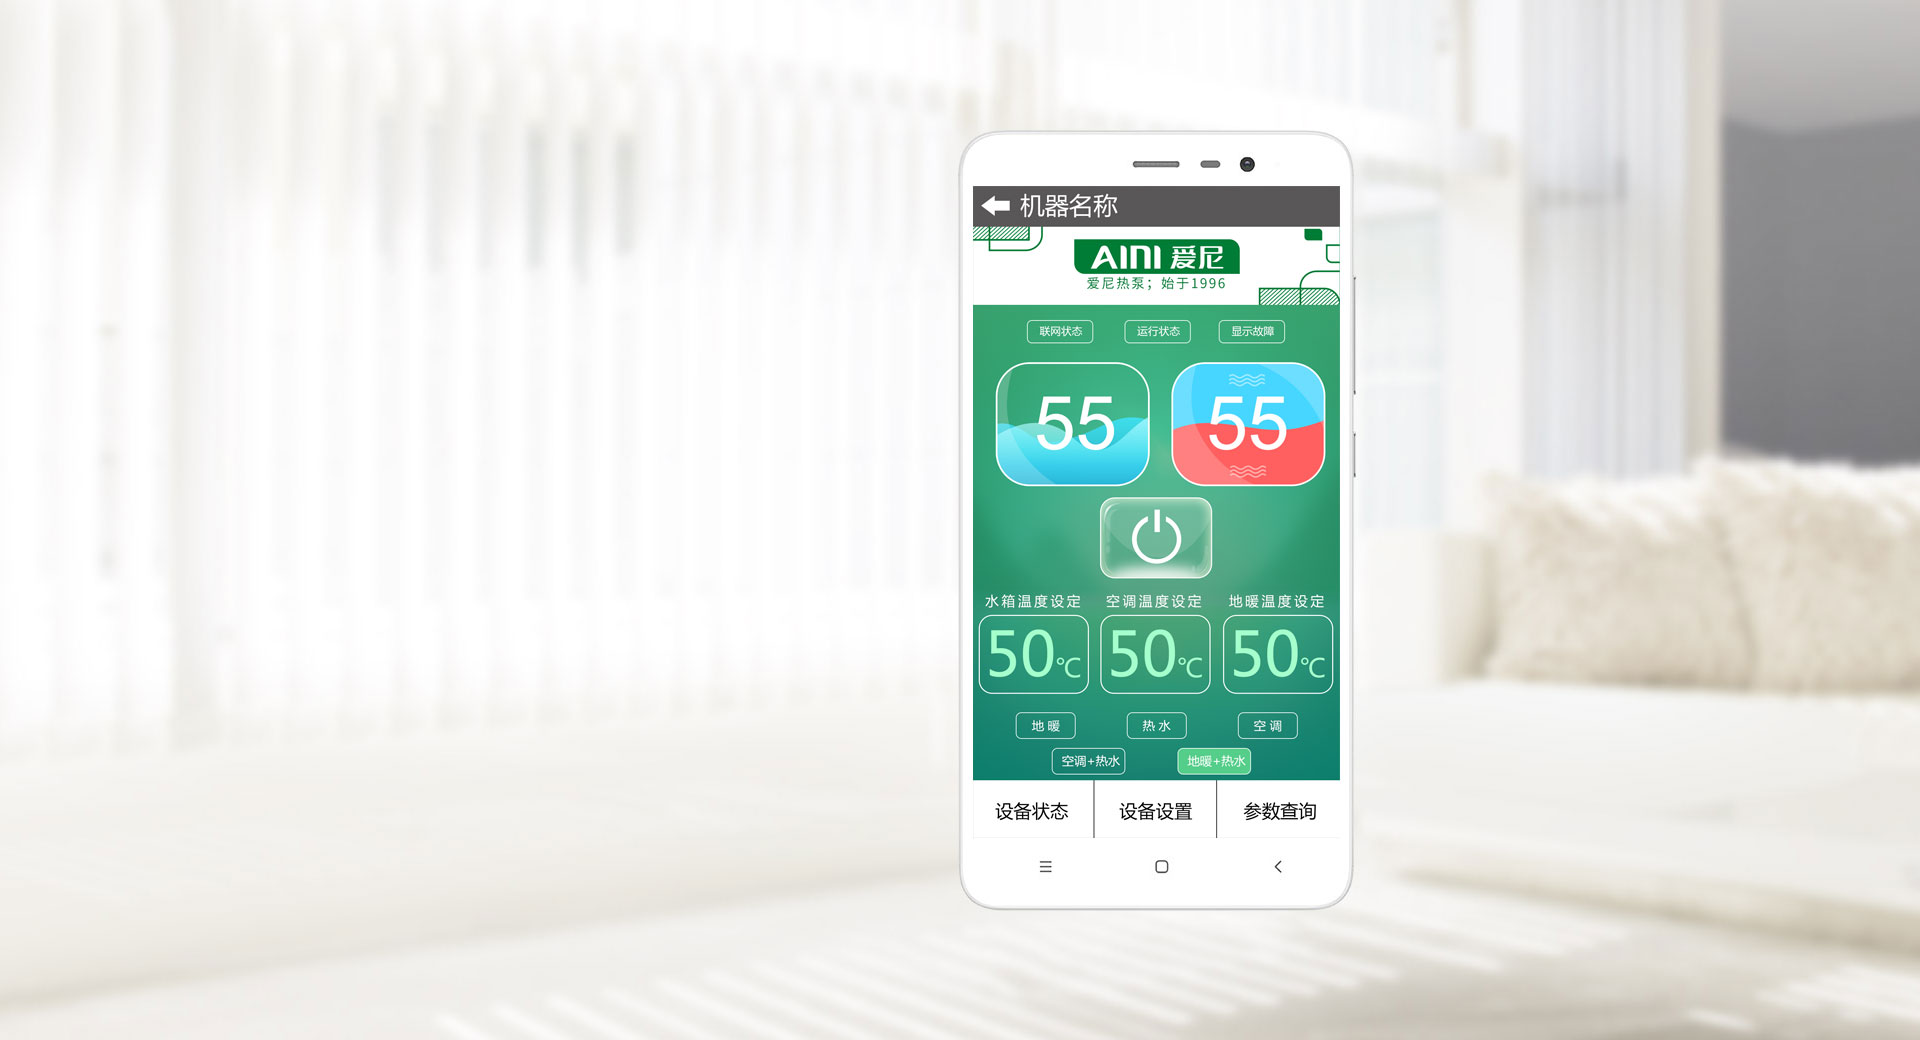 机器名称
AINI 爱尼
爱尼热泵；始于1996
联网状态 运行状态 显示故障
55 55
水箱温度设定 空调温度设定 地暖温度设定
50℃ 50℃ 50℃
地暖 热水 空调
空调+热水 地暖+热水
设备状态 设备设置 参数查询